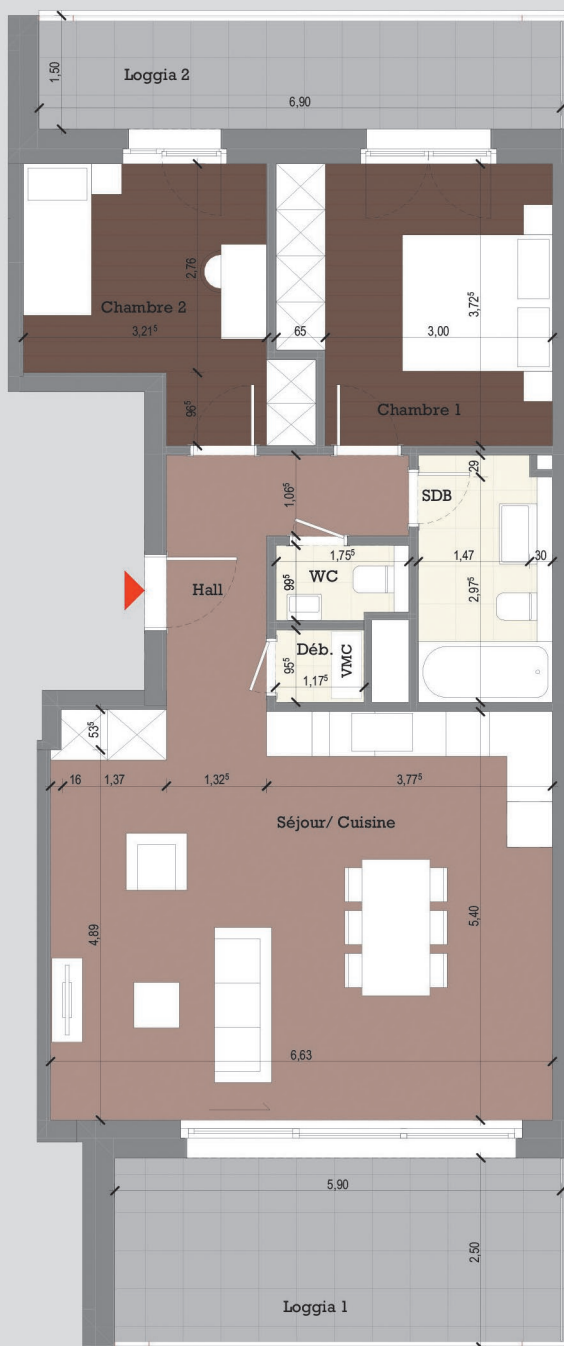 1,50
Loggia 2
6,90
2,76
Chambre 2
3,21⁵
65
3,00
3,72⁵
96⁵
Chambre 1
1,06⁵
29
SDB
1,75⁵
1,47
30
WC
99⁵
2,97⁵
Hall
Déb.
VMC
95⁵
1,17⁵
53⁵
16
1,37
1,32⁵
3,77⁵
Séjour/ Cuisine
4,89
5,40
6,63
5,90
2,50
Loggia 1